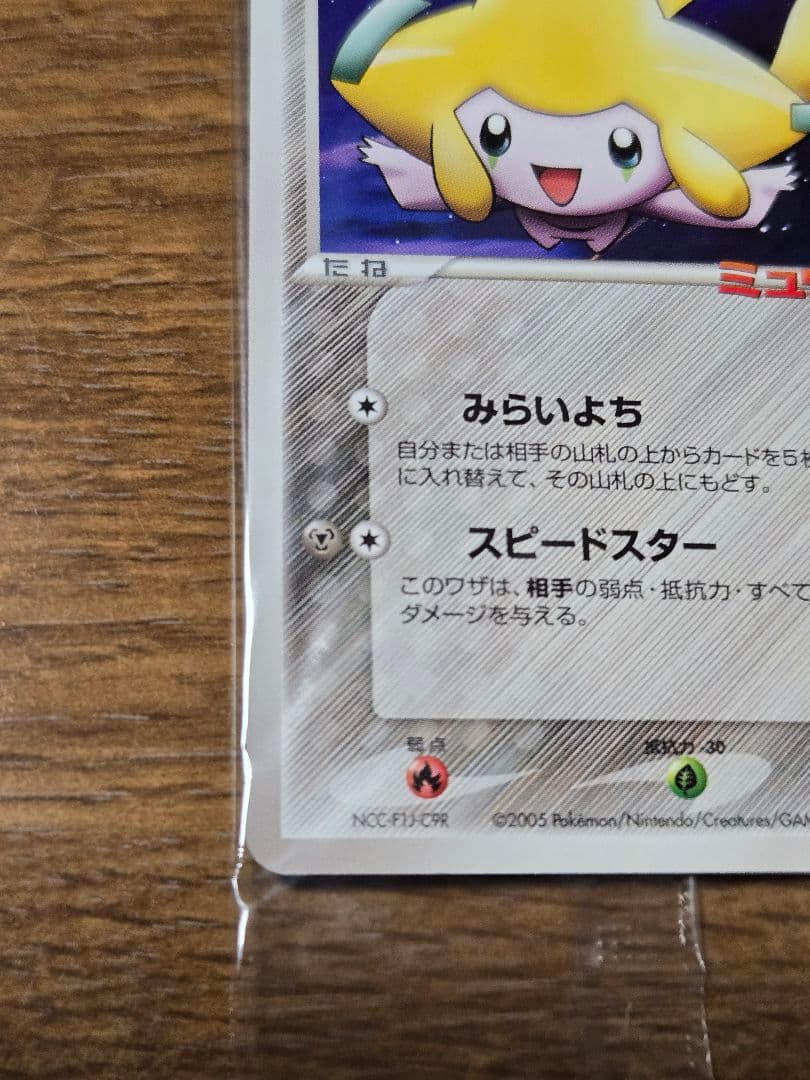 たね
ミュウ
みらいよち
自分または相手の山札の上からカードを5枚
に入れ替えて、その山札の上にもどす。
スピードスター
このワザは、相手の弱点・抵抗力・すべて
ダメージを与える。
弱点
抵抗力 -30
NCC-F1J-C9R
©2005 Pokémon/Nintendo/Creatures/GAM